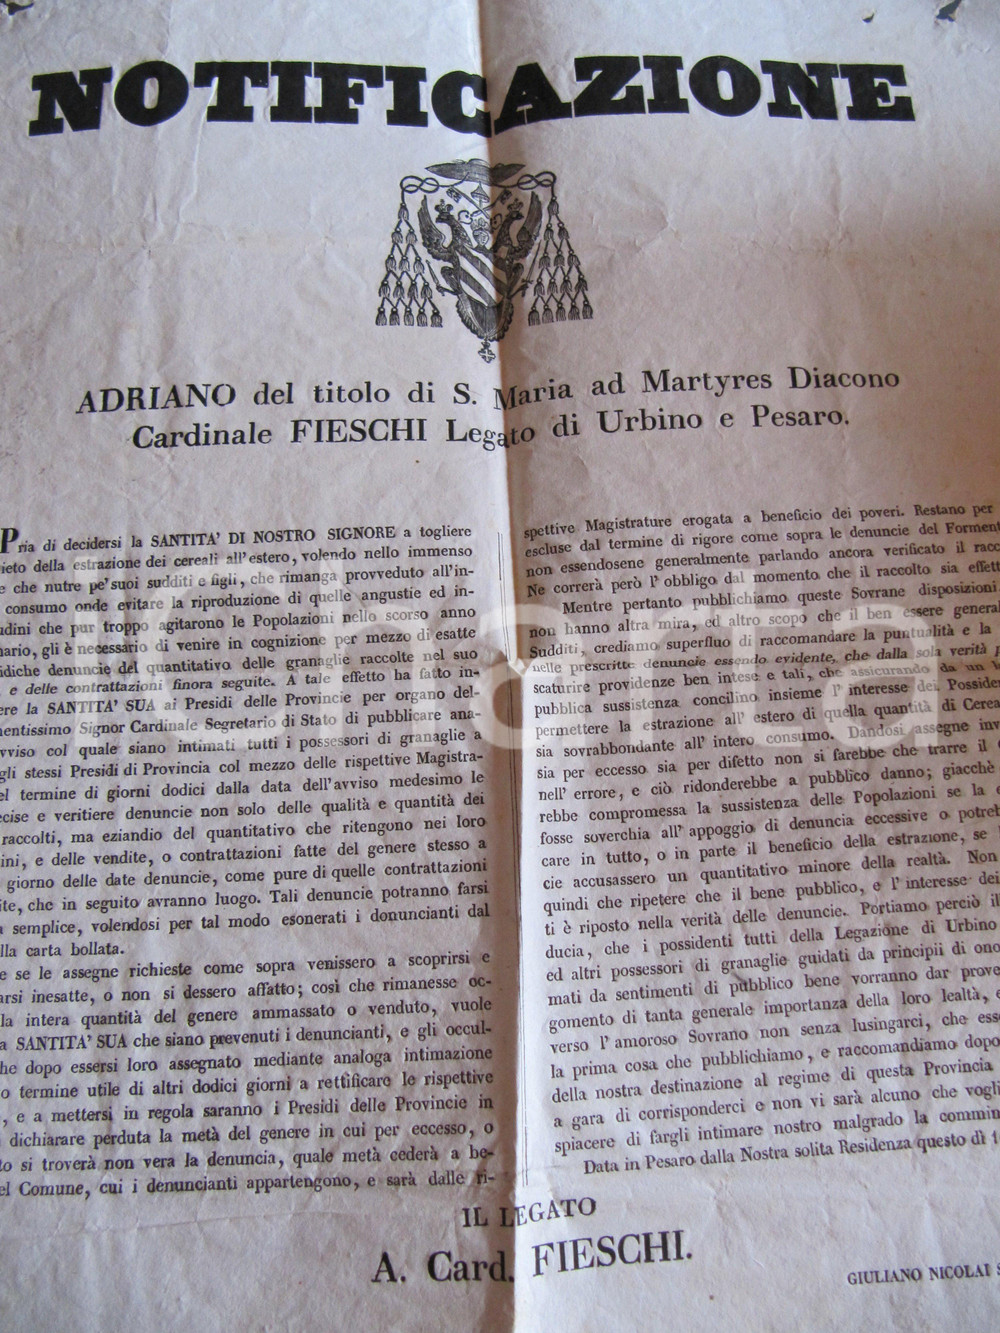 NOTIFICAZIONE
ADRIANO del titolo di S. Maria ad Martyres Diacono
Cardinale FIESCHI Legato di Urbino e Pesaro.
Pria di decidersi la SANTITA' DI NOSTRO SIGNORE a togliere
della estrazione dei cereali all'estero, volendo nello immenso
e che nutre pe' suoi sudditi e figli, che rimanga provveduto all'in-
consumo onde evitare la riproduzione di quelle angustie ed in-
udini che pur troppo agitarono le Popolazioni nello scorso anno
nario, gli è necessario di venire in cognizione per mezzo di esatte
idiche denuncie del quantitativo delle granaglie raccolte nel suo
, e delle contrattazioni finora seguite. A tale effetto ha fatto in-
ere la SANTITA' SUA ai Presidi delle Provincie per organo del-
nentissimo Signor Cardinale Segretario di Stato di pubblicare ana-
vviso col quale siano intimati tutti i possessori di granaglie a
gli stessi Presidi di Provincia col mezzo delle rispettive Magistra-
el termine di giorni dodici dalla data dell'avviso medesimo le
ecise e veritiere denuncie non solo delle qualità e quantità dei
raccolti, ma eziandio del quantitativo che ritengono nei loro
ini, e delle vendite, o contrattazioni fatte del genere stesso a
giorno delle date denuncie, come pure di quelle contrattazioni
ite, che in seguito avranno luogo. Tali denuncie potranno farsi
a semplice, volendosi per tal modo esonerati i donuncianti dal
lla carta bollata.
e se le assegne richieste come sopra venissero a scoprirsi e
arsi inesatte, o non si dessero affatto; così che rimanesse oc-
la intera quantità del genere ammassato o venduto, vuole
a SANTITA' SUA che siano prevenuti i denuncianti, e gli occul-
he dopo essersi loro assegnato mediante analoga intimazione
o termine utile di altri dodici giorni a rettificare le rispettive
, e a mettersi in regola saranno i Presidi delle Provincie in
dichiarare perduta la metà del genere in cui per eccesso, o
to si troverà non vera la denuncia, quale metà cederà a be-
el Comune, cui i denuncianti appartengono, e sarà dalle ri-
spettive Magistrature erogata a beneficio dei poveri. Restano per
escluse dal termine di rigore come sopra le denuncie del Forment
non essendosene generalmente parlando ancora verificato il racc
Ne correrà però l'obbligo dal momento che il raccolto sia effett
Mentre pertanto pubblichiamo queste Sovrane disposizioni
non hanno altra mira, ed altro scopo che il ben essere general
Sudditi, crediamo superfluo di raccomandare la puntualità e la
nelle prescritte denuncie essendo evidente, che dalla sola verità p
scaturire providenze ben intese e tali, che assicurando da un
pubblica sussistenza concilino insieme l'interesse dei Possiden
permettere la estrazione all'estero di quella quantità di Cerea
sia sovrabbondante all'intero consumo. Dandosi assegne inv
sia per eccesso sia per difetto non si farebbe che trarre il
nell'errore, e ciò ridonderebbe a pubblico danno; giacchè
rebbe compromessa la sussistenza delle Popolazioni se la
fosse soverchia all'appoggio di denuncia eccessive o potreb
care in tutto, o in parte il beneficio della estrazione, se
cie accusassero un quantitativo minore della realtà. Non
quindi che ripetere che il bene pubblico, e l'interesse dei
ti è riposto nella verità delle denuncie. Portiamo perciò il
ducia, che i possidenti tutti della Legazione di Urbino
ed altri possessori di granaglie guidati da principii di ono
mati da sentimenti di pubblico bene vorranno dar prove
gomento di tanta generale importanza della loro lealtà,
verso l'amoroso Sovrano non senza lusingarci, che ess
la prima cosa che pubblichiamo, e raccomandiamo dopo
della nostra destinazione al regime di questa Provincia
a gara di corrisponderci e non vi sarà alcuno che vogli
spiacere di fargli intimare nostro malgrado la commin
Data in Pesaro dalla Nostra solita Residenza questo dì 1
IL LEGATO
A. Card. FIESCHI.
GIULIANO NICOLAI S